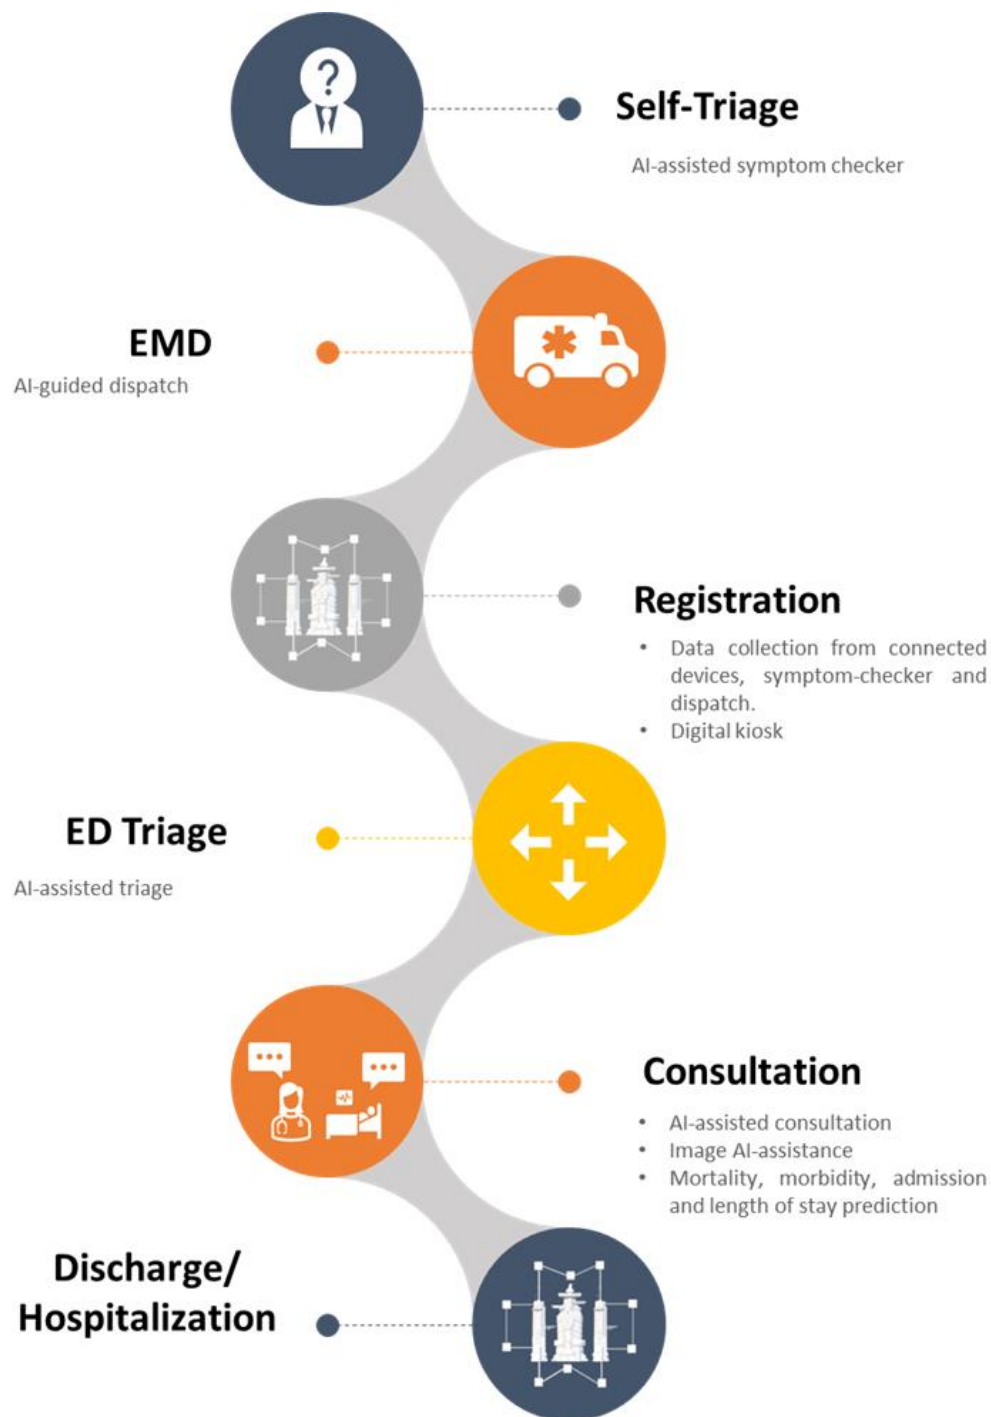 ?
Self-Triage
AI-assisted symptom checker
EMD
AI-guided dispatch
Registration
• Data collection from connected
devices, symptom-checker and
dispatch.
• Digital kiosk
ED Triage
AI-assisted triage
Consultation
• AI-assisted consultation
• Image AI-assistance
• Mortality, morbidity, admission
and length of stay prediction
Discharge/
Hospitalization